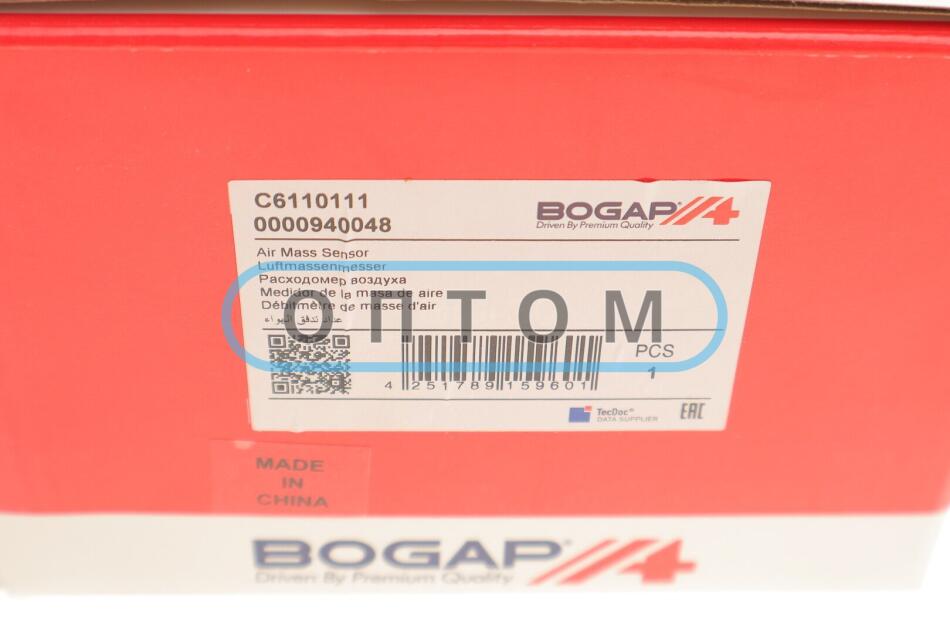 C6110111
0000940048
BOGAP
Driven By Premium Quality
Air Mass Sensor
Luftmassenmesser
Расходомер воздуха
Medidor de la masa de aire
Débitmètre de masse d'air
عداد تدفق الهواء
ОПТОМ
PCS
1
4 251789 159601
TecDoc®
DATA SUPPLIER
EAC
MADE
IN
CHINA
BOGAP
Driven By Premium Quality